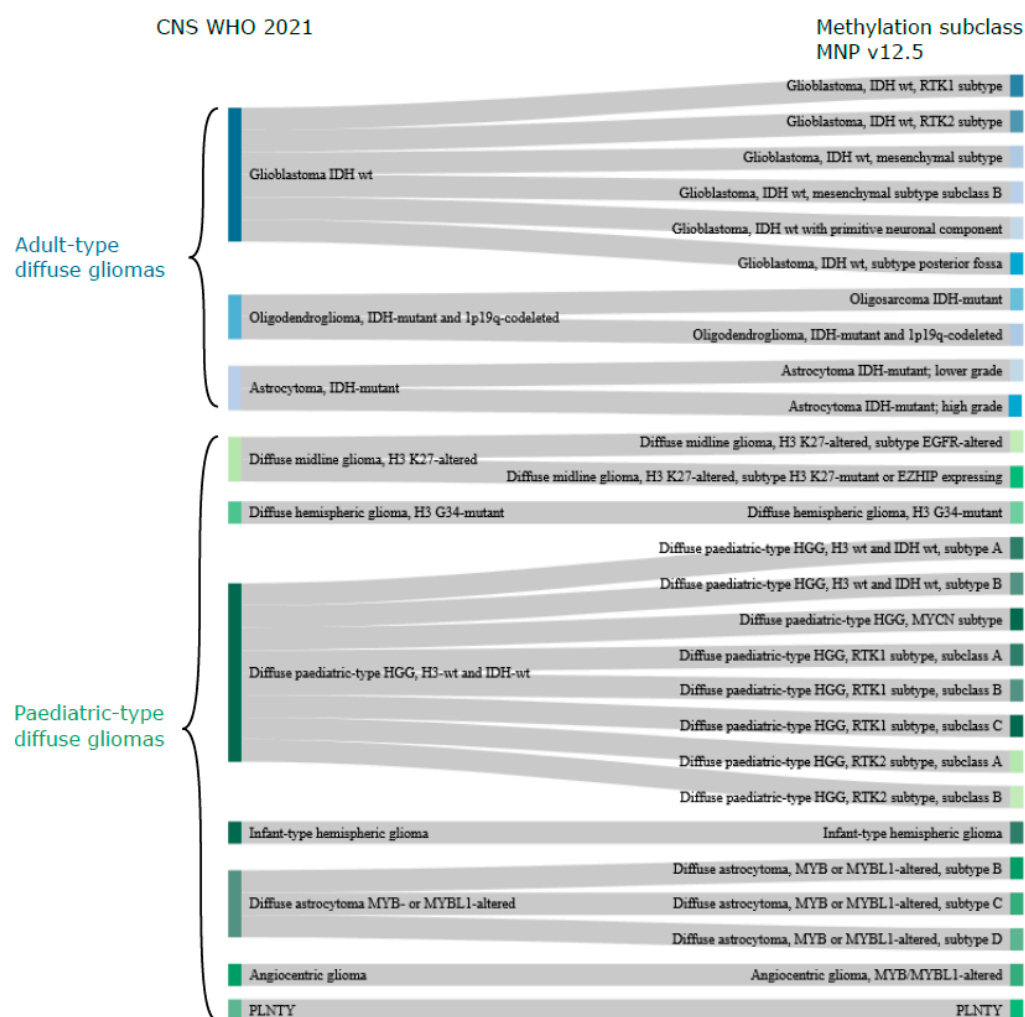 CNS WHO 2021
Methylation subclass
MNP v12.5
Adult-type
diffuse gliomas
Glioblastoma IDH wt
Glioblastoma, IDH wt, RTK1 subtype
Glioblastoma, IDH wt, RTK2 subtype
Glioblastoma, IDH wt, mesenchymal subtype
Glioblastoma, IDH wt, mesenchymal subtype subclass B
Glioblastoma, IDH wt with primitive neuronal component
Glioblastoma, IDH wt, subtype posterior fossa
Oligodendroglioma, IDH-mutant and 1p19q-codeleted
Oligosarcoma IDH-mutant
Oligodendroglioma, IDH-mutant and 1p19q-codeleted
Astrocytoma, IDH-mutant
Astrocytoma IDH-mutant; lower grade
Astrocytoma IDH-mutant; high grade
Paediatric-type
diffuse gliomas
Diffuse midline glioma, H3 K27-altered
Diffuse midline glioma, H3 K27-altered, subtype EGFR-altered
Diffuse midline glioma, H3 K27-altered, subtype H3 K27-mutant or EZHIP expressing
Diffuse hemispheric glioma, H3 G34-mutant
Diffuse hemispheric glioma, H3 G34-mutant
Diffuse paediatric-type HGG, H3-wt and IDH-wt
Diffuse paediatric-type HGG, H3 wt and IDH wt, subtype A
Diffuse paediatric-type HGG, H3 wt and IDH wt, subtype B
Diffuse paediatric-type HGG, MYCN subtype
Diffuse paediatric-type HGG, RTK1 subtype, subclass A
Diffuse paediatric-type HGG, RTK1 subtype, subclass B
Diffuse paediatric-type HGG, RTK1 subtype, subclass C
Diffuse paediatric-type HGG, RTK2 subtype, subclass A
Diffuse paediatric-type HGG, RTK2 subtype, subclass B
Infant-type hemispheric glioma
Infant-type hemispheric glioma
Diffuse astrocytoma MYB- or MYBL1-altered
Diffuse astrocytoma, MYB or MYBL1-altered, subtype B
Diffuse astrocytoma, MYB or MYBL1-altered, subtype C
Diffuse astrocytoma, MYB or MYBL1-altered, subtype D
Angiocentric glioma
Angiocentric glioma, MYB/MYBL1-altered
PLNTY
PLNTY